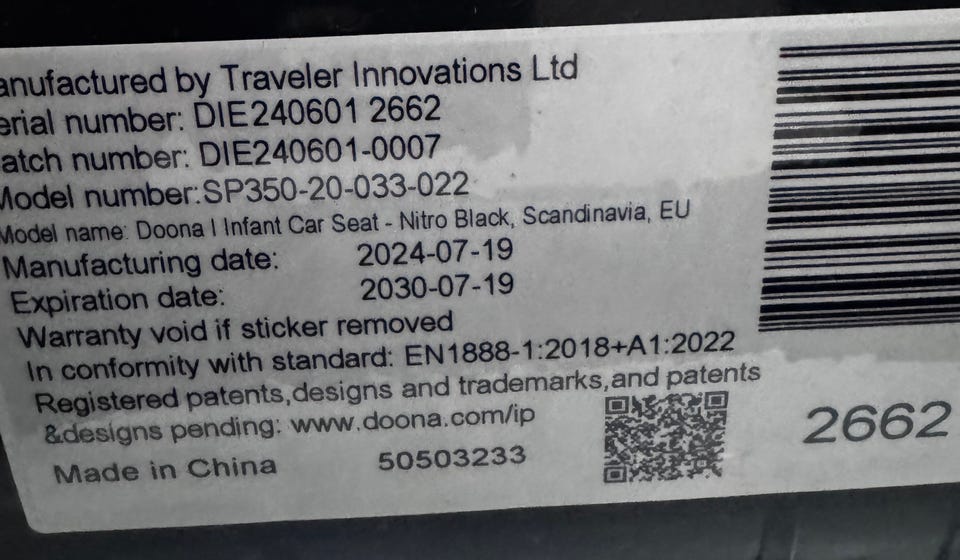 anufactured by Traveler Innovations Ltd
erial number: DIE240601 2662
atch number: DIE240601-0007
Model number:SP350-20-033-022
Model name: Doona I Infant Car Seat - Nitro Black, Scandinavia, EU
Manufacturing date: 2024-07-19
Expiration date: 2030-07-19
Warranty void if sticker removed
In conformity with standard: EN1888-1:2018+A1:2022
Registered patents,designs and trademarks,and patents
&designs pending: www.doona.com/ip
Made in China 50503233
2662